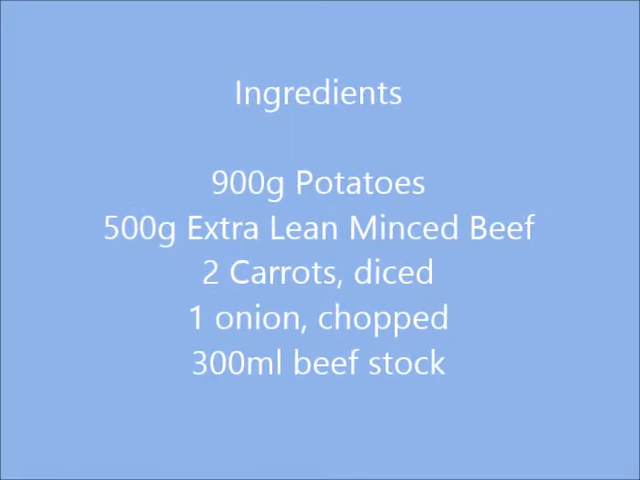 Ingredients
900g Potatoes
500g Extra Lean Minced Beef
2 Carrots, diced
1 onion, chopped
300ml beef stock